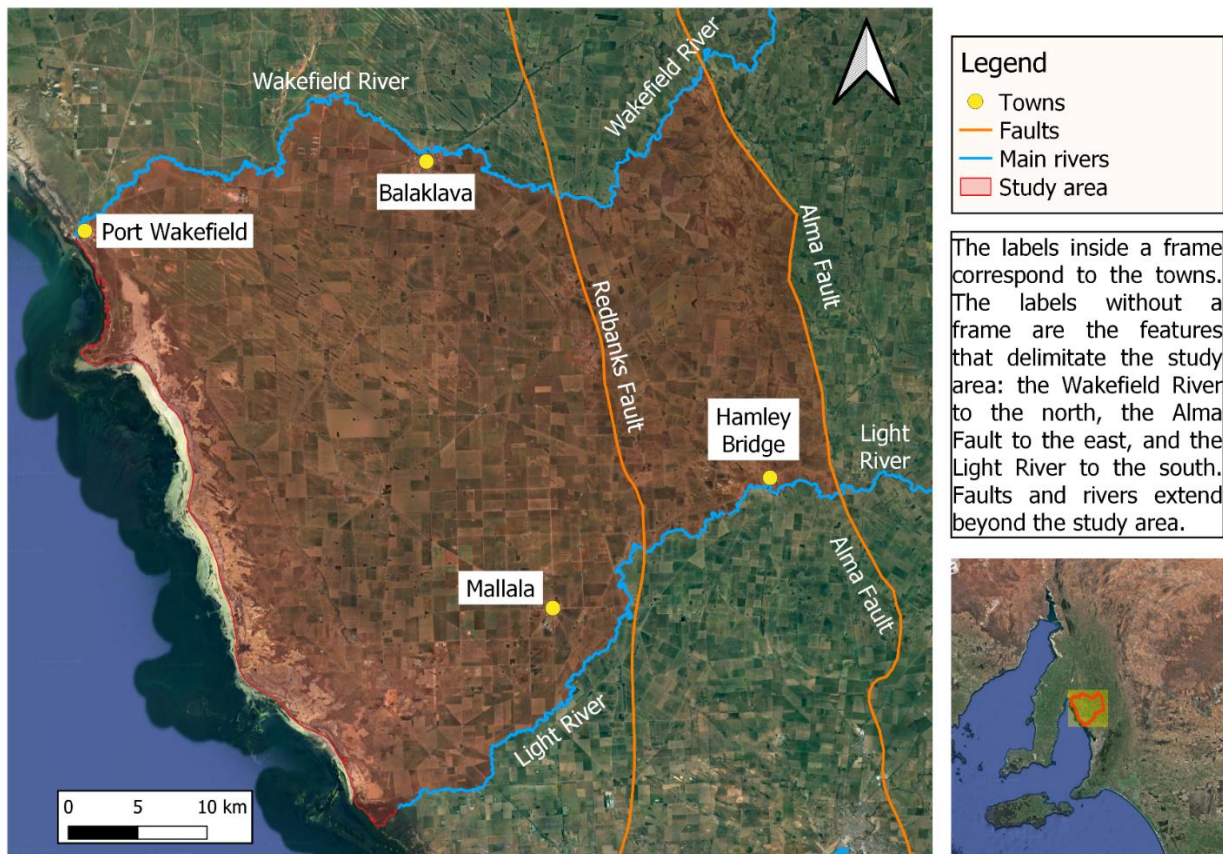 Wakefield River
Wakefield River
Balaklava
Port Wakefield
Alma Fault
Redbanks Fault
Hamley
Bridge
Light
River
Mallala
Alma Fault
Light River
0 5 10 km
Legend
Towns
Faults
Main rivers
Study area
The labels inside a frame
correspond to the towns.
The labels without a
frame are the features
that delimitate the study
area: the Wakefield River
to the north, the Alma
Fault to the east, and the
Light River to the south.
Faults and rivers extend
beyond the study area.